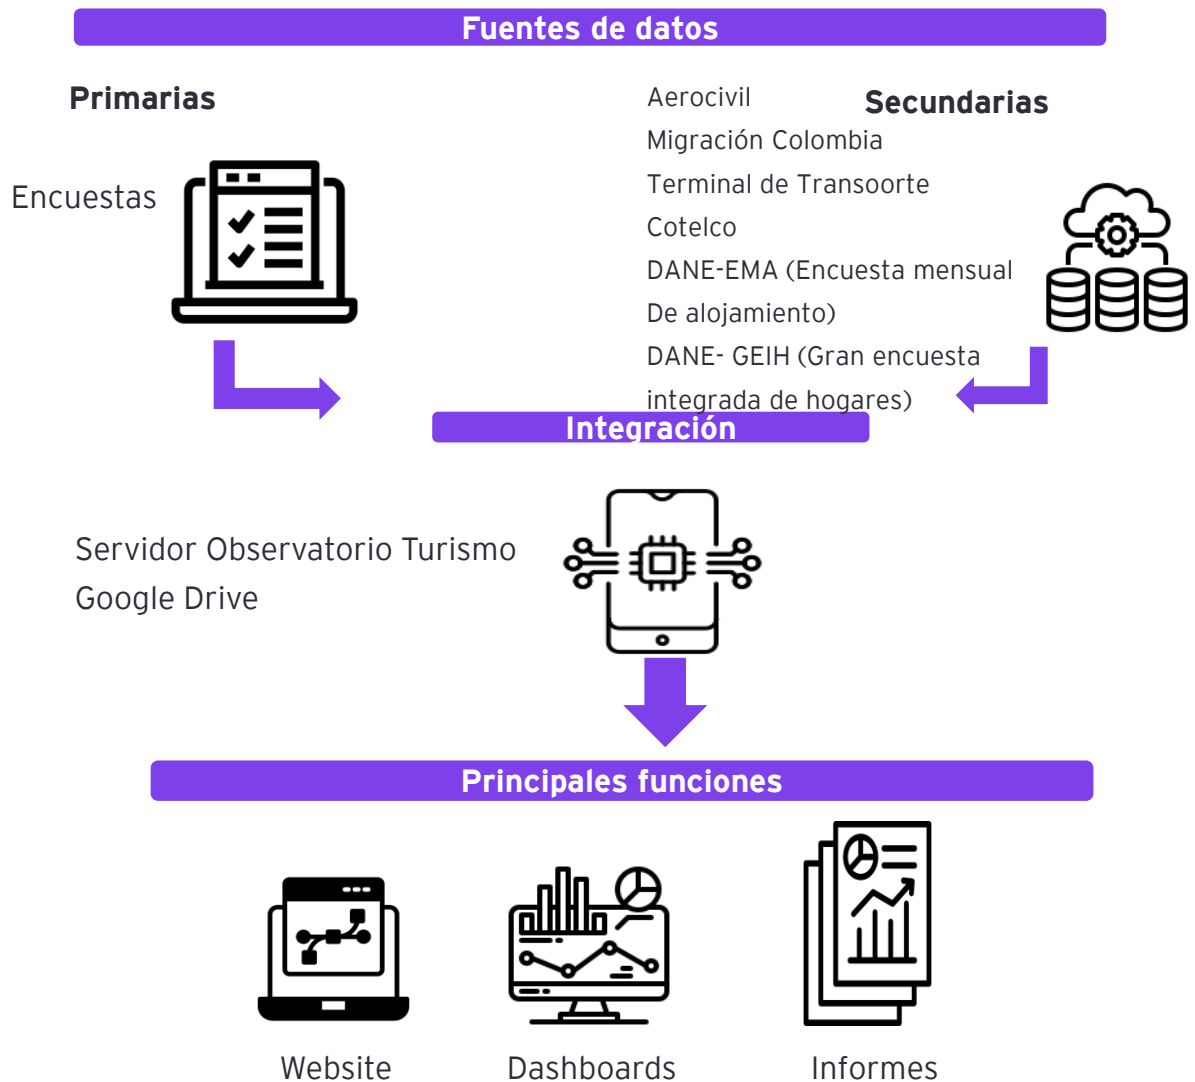 Fuentes de datos
Primarias
Encuestas
Secundarias
Aerocivil
Migración Colombia
Terminal de Transoorte
Cotelco
DANE-EMA (Encuesta mensual
De alojamiento)
DANE- GEIH (Gran encuesta
integrada de hogares)
Integración
Servidor Observatorio Turismo
Google Drive
Principales funciones
Website
Dashboards
Informes